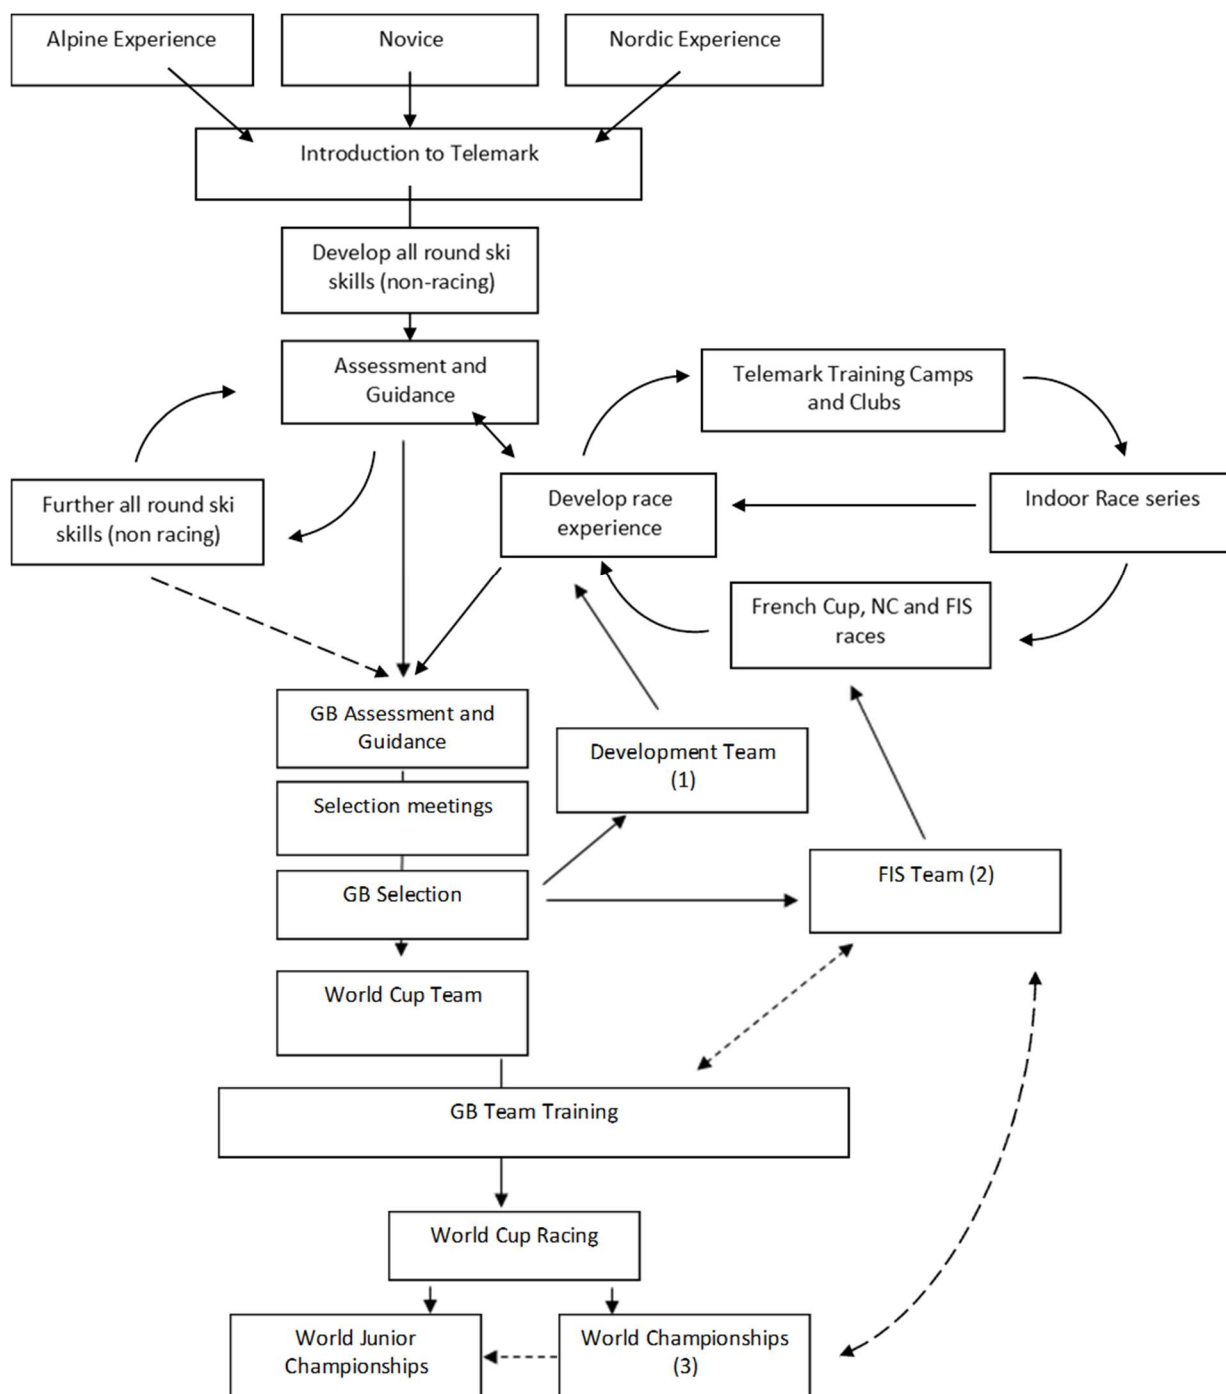 Alpine Experience
Novice
Nordic Experience
Introduction to Telemark
Develop all round ski
skills (non-racing)
Assessment and
Guidance
Telemark Training Camps
and Clubs
Further all round ski
skills (non racing)
Develop race
experience
Indoor Race series
French Cup, NC and FIS
races
GB Assessment and
Guidance
Development Team
(1)
Selection meetings
FIS Team (2)
GB Selection
World Cup Team
GB Team Training
World Cup Racing
World Junior
Championships
World Championships
(3)